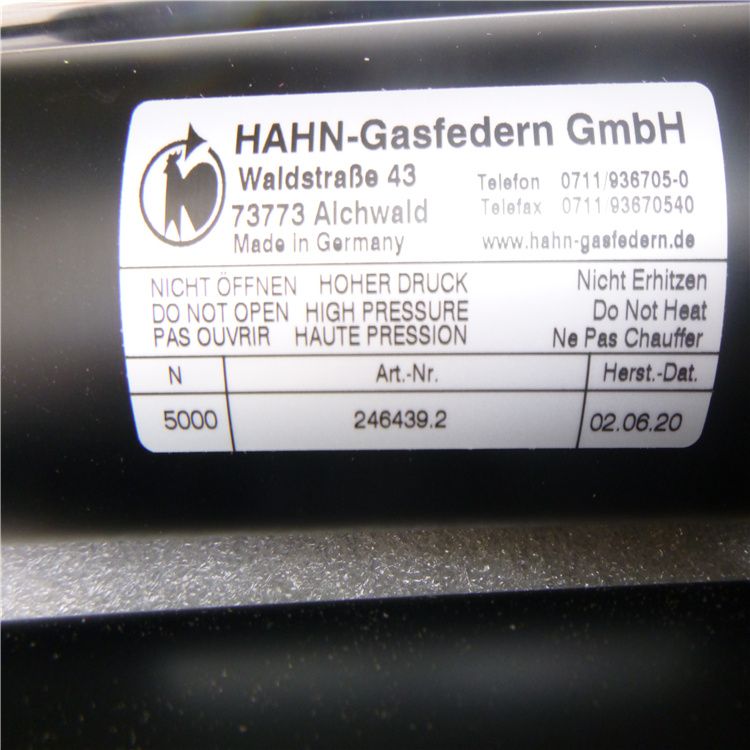 HAHN-Gasfedern GmbH
Waldstraße 43
Telefon 0711/936705-0
73773 Aichwald
Telefax 0711/93670540
Made in Germany
www.hahn-gasfedern.de
NICHT ÖFFNEN HOHER DRUCK Nicht Erhitzen
DO NOT OPEN HIGH PRESSURE Do Not Heat
PAS OUVRIR HAUTE PRESSION Ne Pas Chauffer
N Art.-Nr. Herst.-Dat.
5000 246439.2 02.06.20